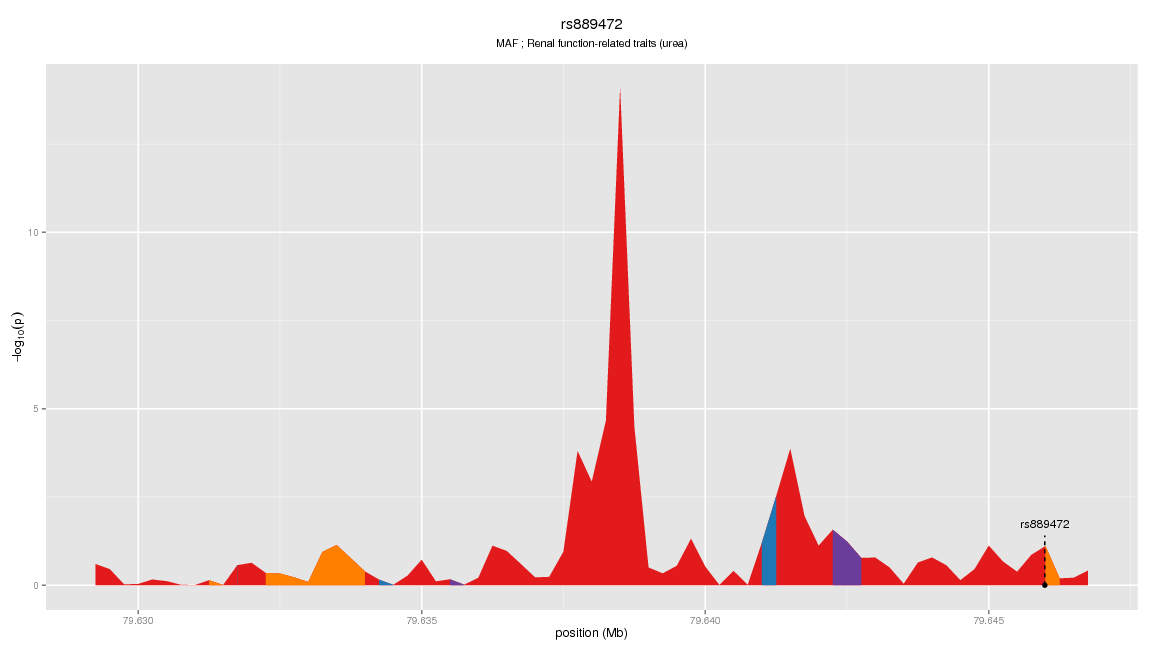 rs889472
MAF ; Renal function-related traits (urea)
−log10(p)
10
5
0
rs889472
79.630
79.635
79.640
79.645
position (Mb)